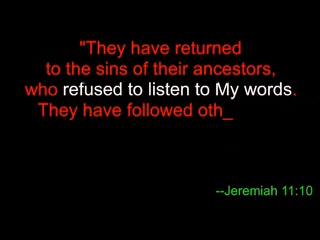 "They have returned
to the sins of their ancestors,
who refused to listen to My words.
They have followed oth_
--Jeremiah 11:10